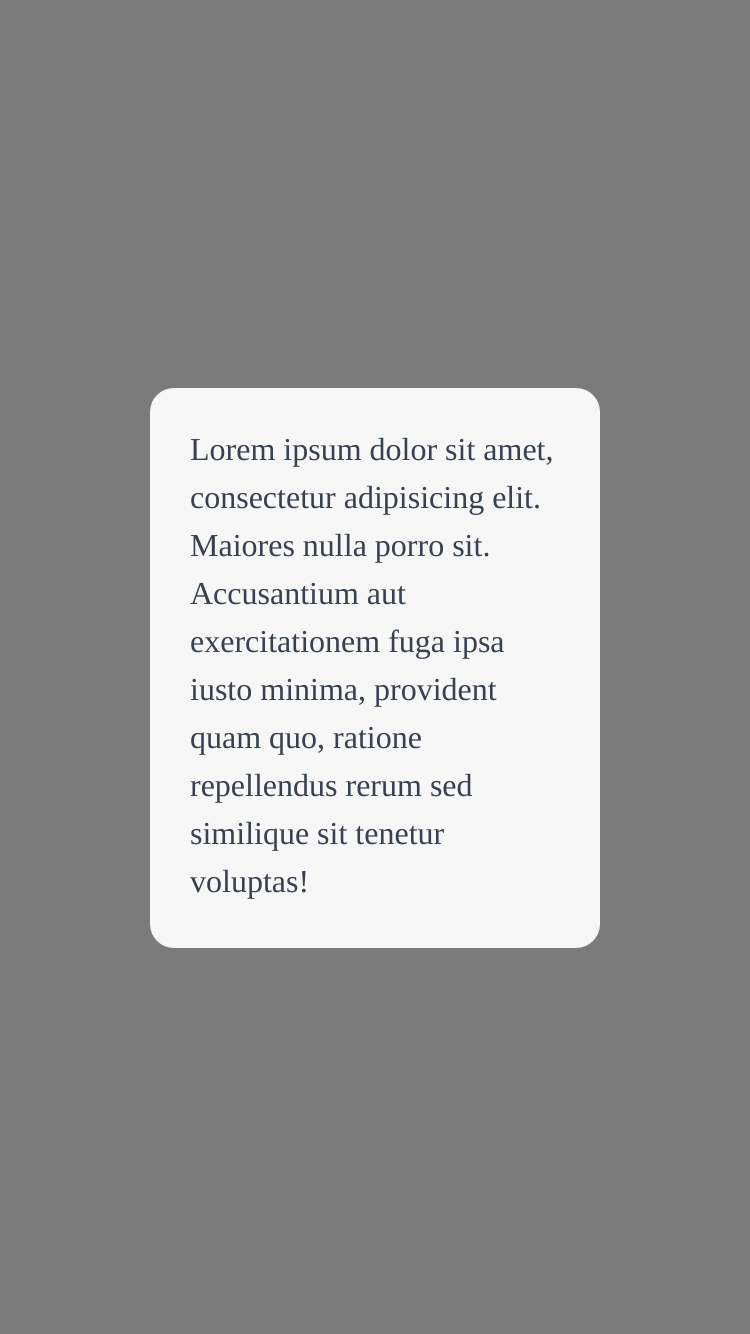 Lorem ipsum dolor sit amet,
consectetur adipisicing elit.
Maiores nulla porro sit.
Accusantium aut
exercitationem fuga ipsa
iusto minima, provident
quam quo, ratione
repellendus rerum sed
similique sit tenetur
voluptas!